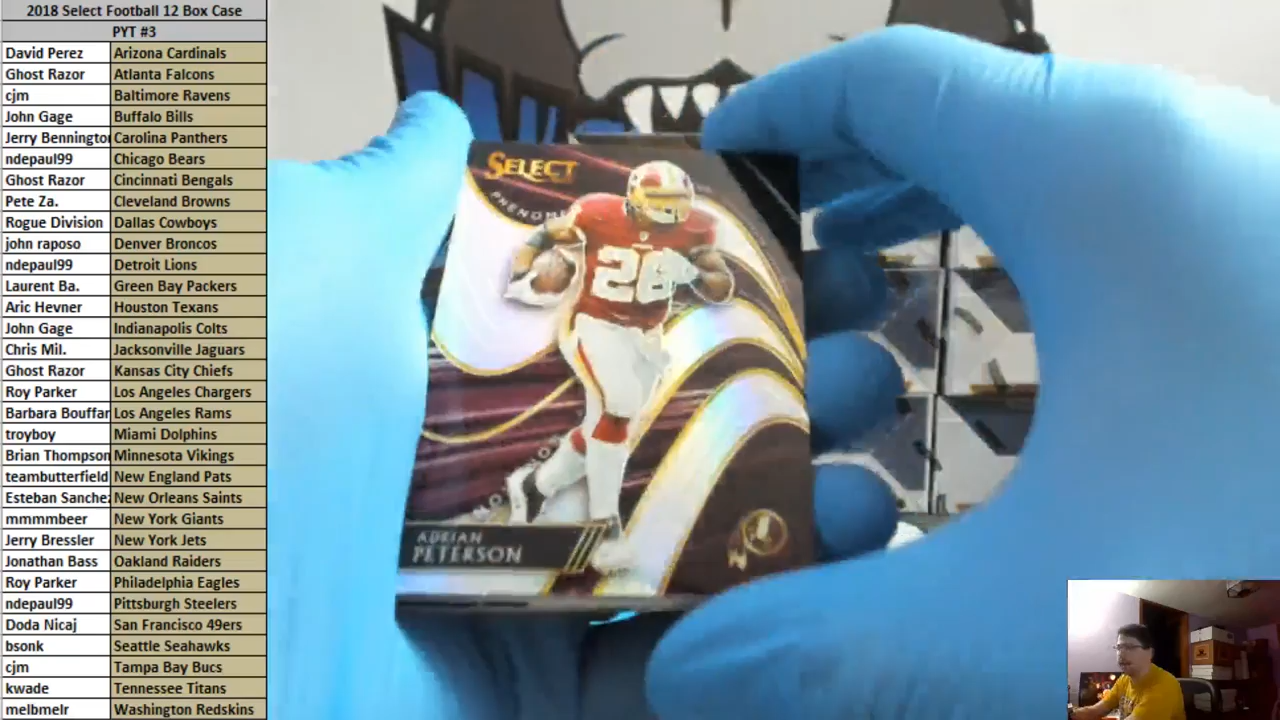 2018 Select Football 12 Box Case
PYT #3
David Perez Arizona Cardinals
Ghost Razor Atlanta Falcons
cjm Baltimore Ravens
John Gage Buffalo Bills
Jerry Benningto Carolina Panthers
ndepaul99 Chicago Bears
Ghost Razor Cincinnati Bengals
Pete Za. Cleveland Browns
Rogue Division Dallas Cowboys
john raposo Denver Broncos
ndepaul99 Detroit Lions
Laurent Ba. Green Bay Packers
Aric Hevner Houston Texans
John Gage Indianapolis Colts
Chris Mil. Jacksonville Jaguars
Ghost Razor Kansas City Chiefs
Roy Parker Los Angeles Chargers
Barbara Bouffar Los Angeles Rams
troyboy Miami Dolphins
Brian Thompson Minnesota Vikings
teambutterfield New England Pats
Esteban Sanchez New Orleans Saints
mmmmbeer New York Giants
Jerry Bressler New York Jets
Jonathan Bass Oakland Raiders
Roy Parker Philadelphia Eagles
ndepaul99 Pittsburgh Steelers
Doda Nicaj San Francisco 49ers
bsonk Seattle Seahawks
cjm Tampa Bay Bucs
kwade Tennessee Titans
melbmelr Washington Redskins
SELECT
PHENOM
28
ADRIAN
PETERSON